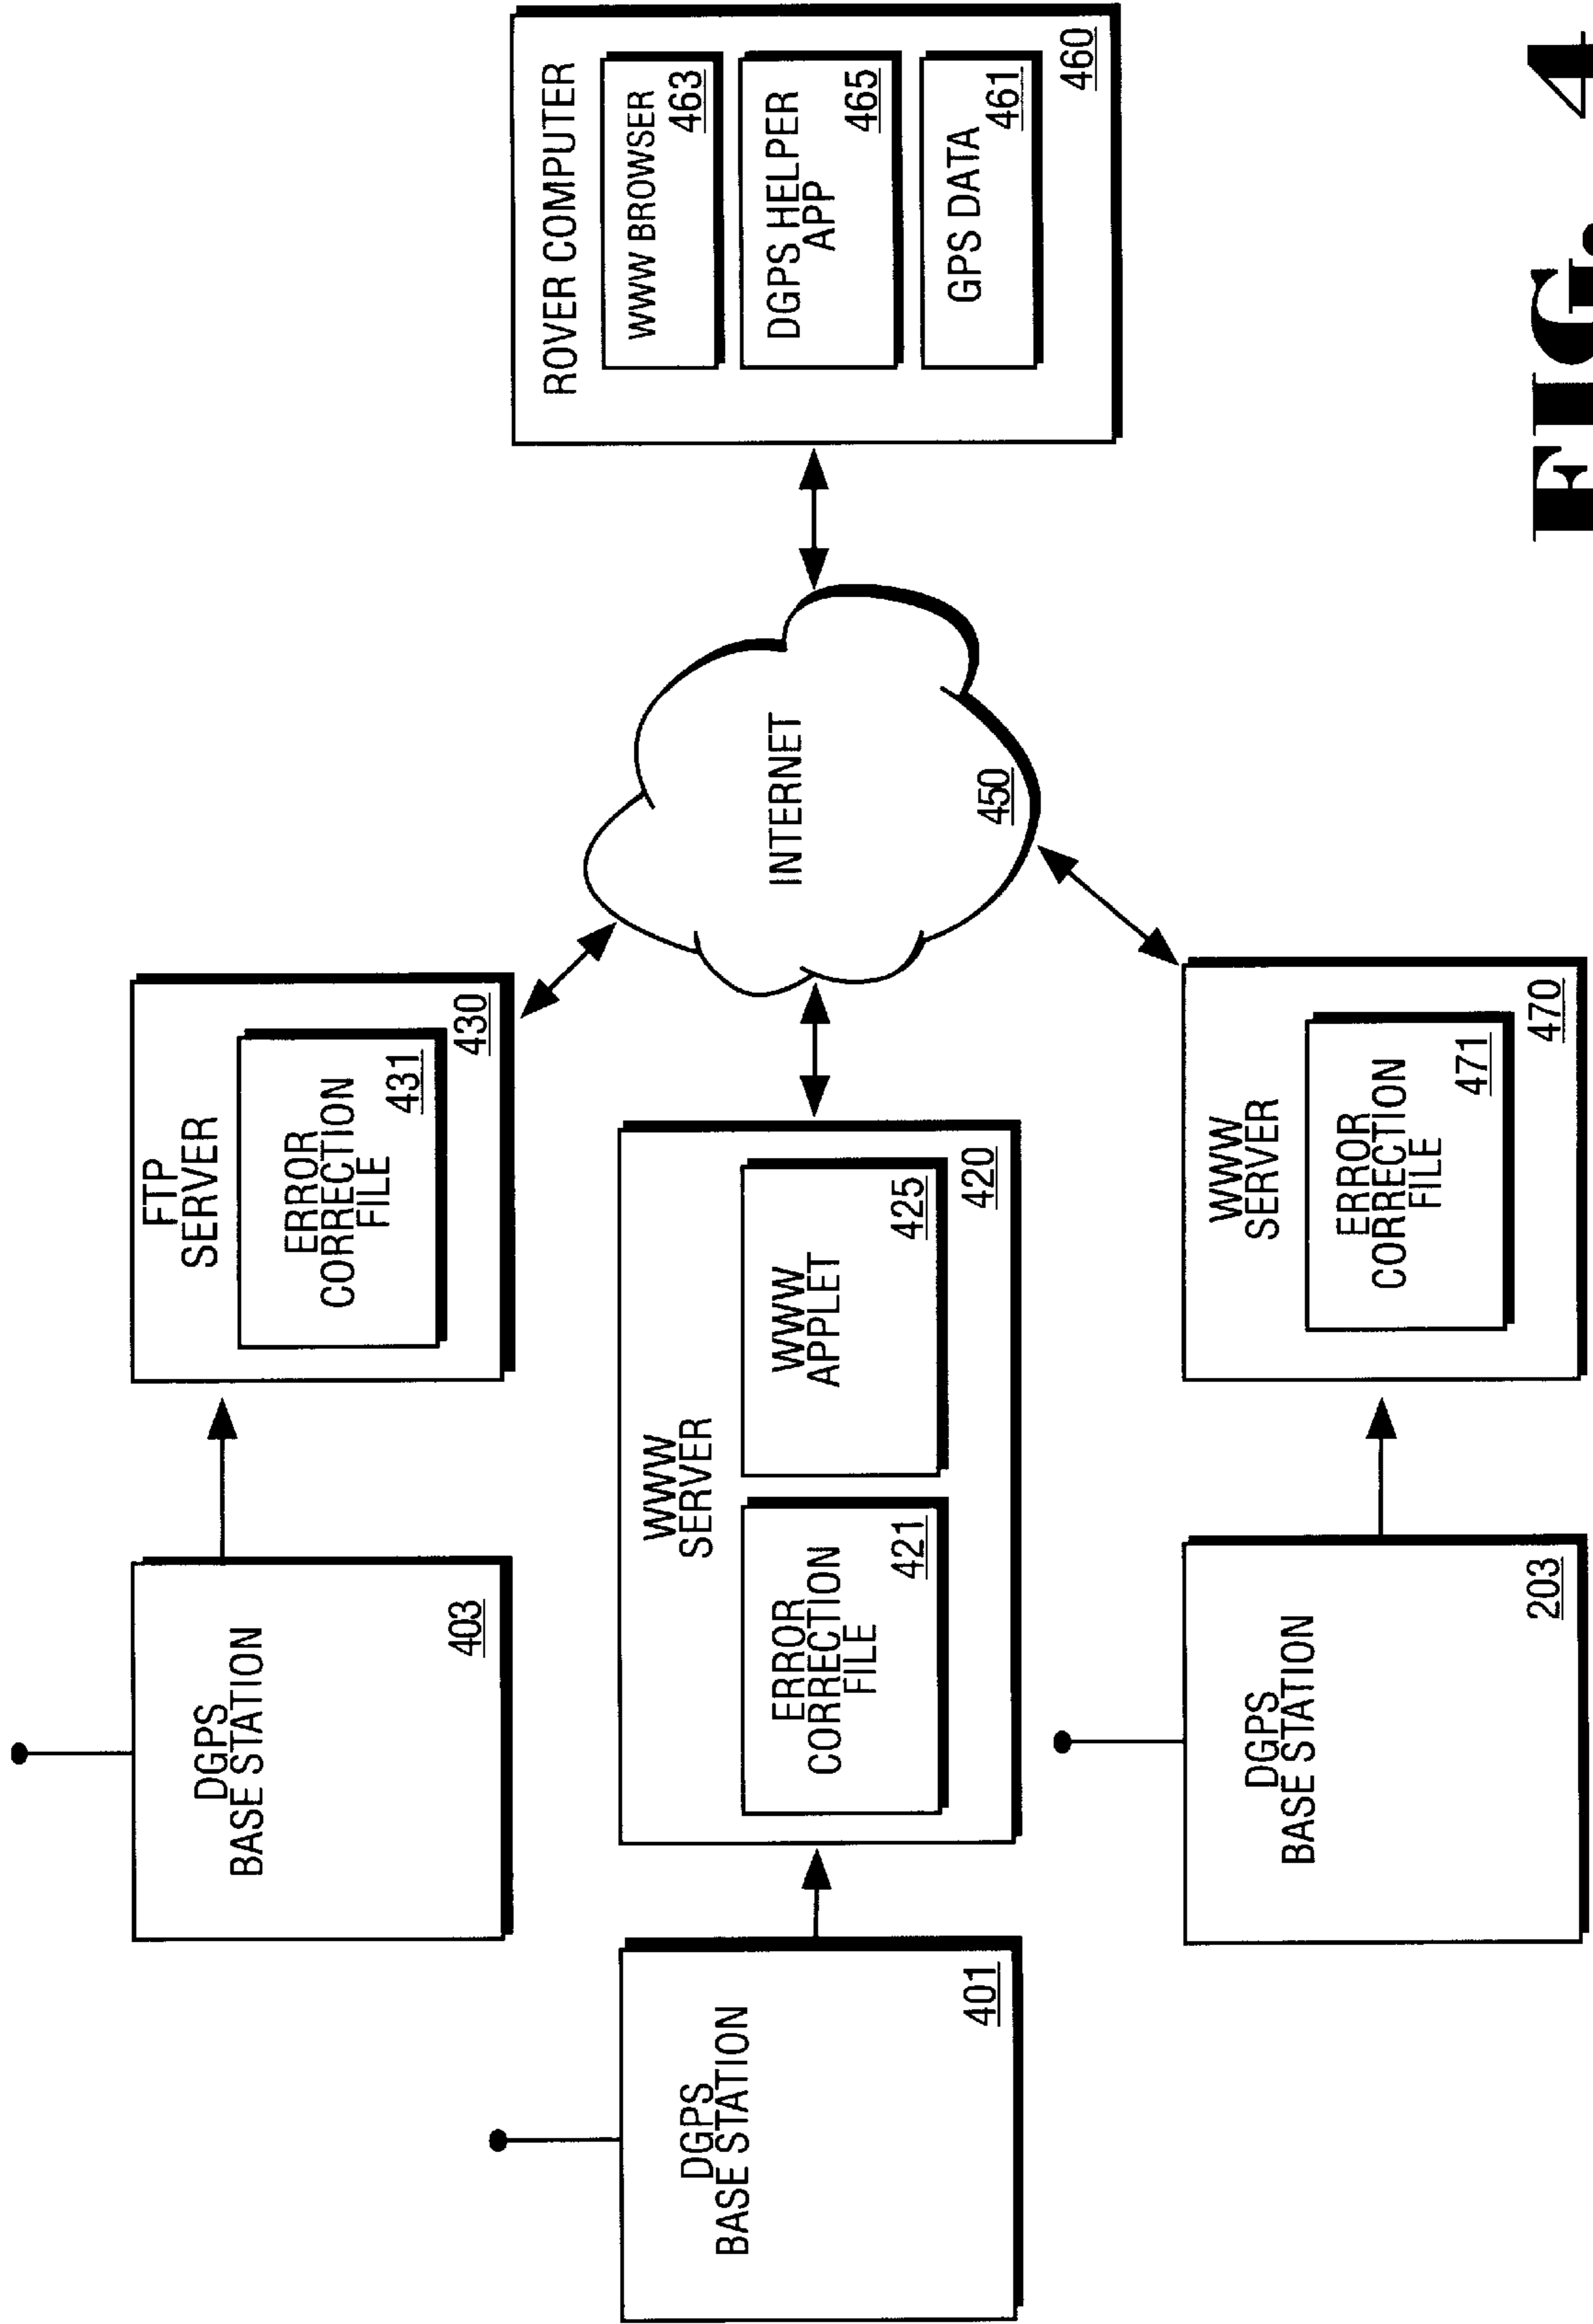 DGPS
BASE STATION
403
FTP
SERVER
ERROR
CORRECTION
FILE
431
430
DGPS
BASE STATION
401
WWW
SERVER
ERROR
CORRECTION
FILE
421
WWW
APPLET
425
420
INTERNET
450
ROVER COMPUTER
WWW BROWSER
463
DGPS HELPER
APP
465
GPS DATA
461
460
DGPS
BASE STATION
203
WWW
SERVER
ERROR
CORRECTION
FILE
471
470
FIG. 4